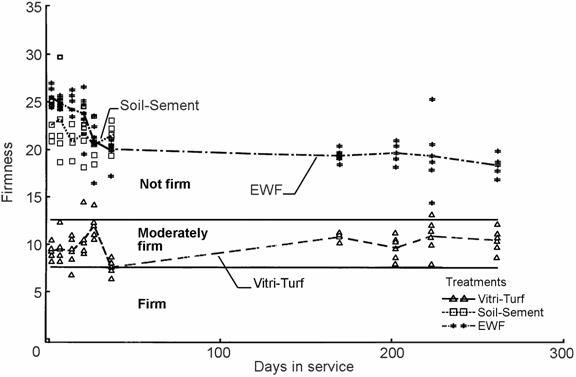 35
30
25
20
15
10
5
0
Firmness
Soil-Sement
Not firm
EWF
Moderately
firm
Vitri-Turf
Firm
Treatments
Vitri-Turf
Soil-Sement
EWF
0
100
200
300
Days in service